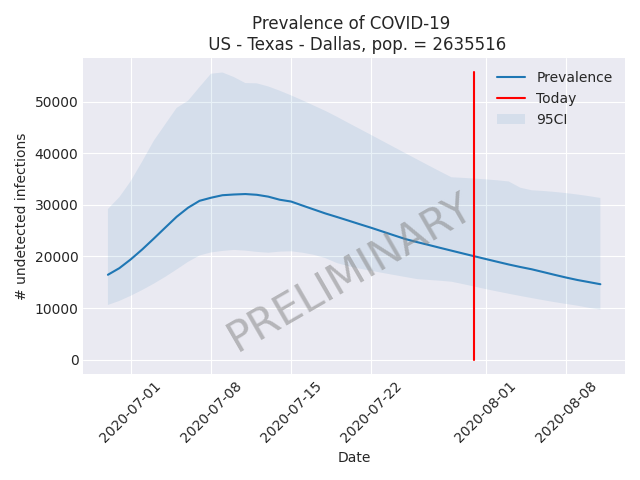 Prevalence of COVID-19
US - Texas - Dallas, pop. = 2635516
Prevalence
Today
95CI
# undetected infections
50000
40000
30000
20000
10000
0
PRELIMINARY
2020-07-01
2020-07-08
2020-07-15
2020-07-22
2020-08-01
2020-08-08
Date